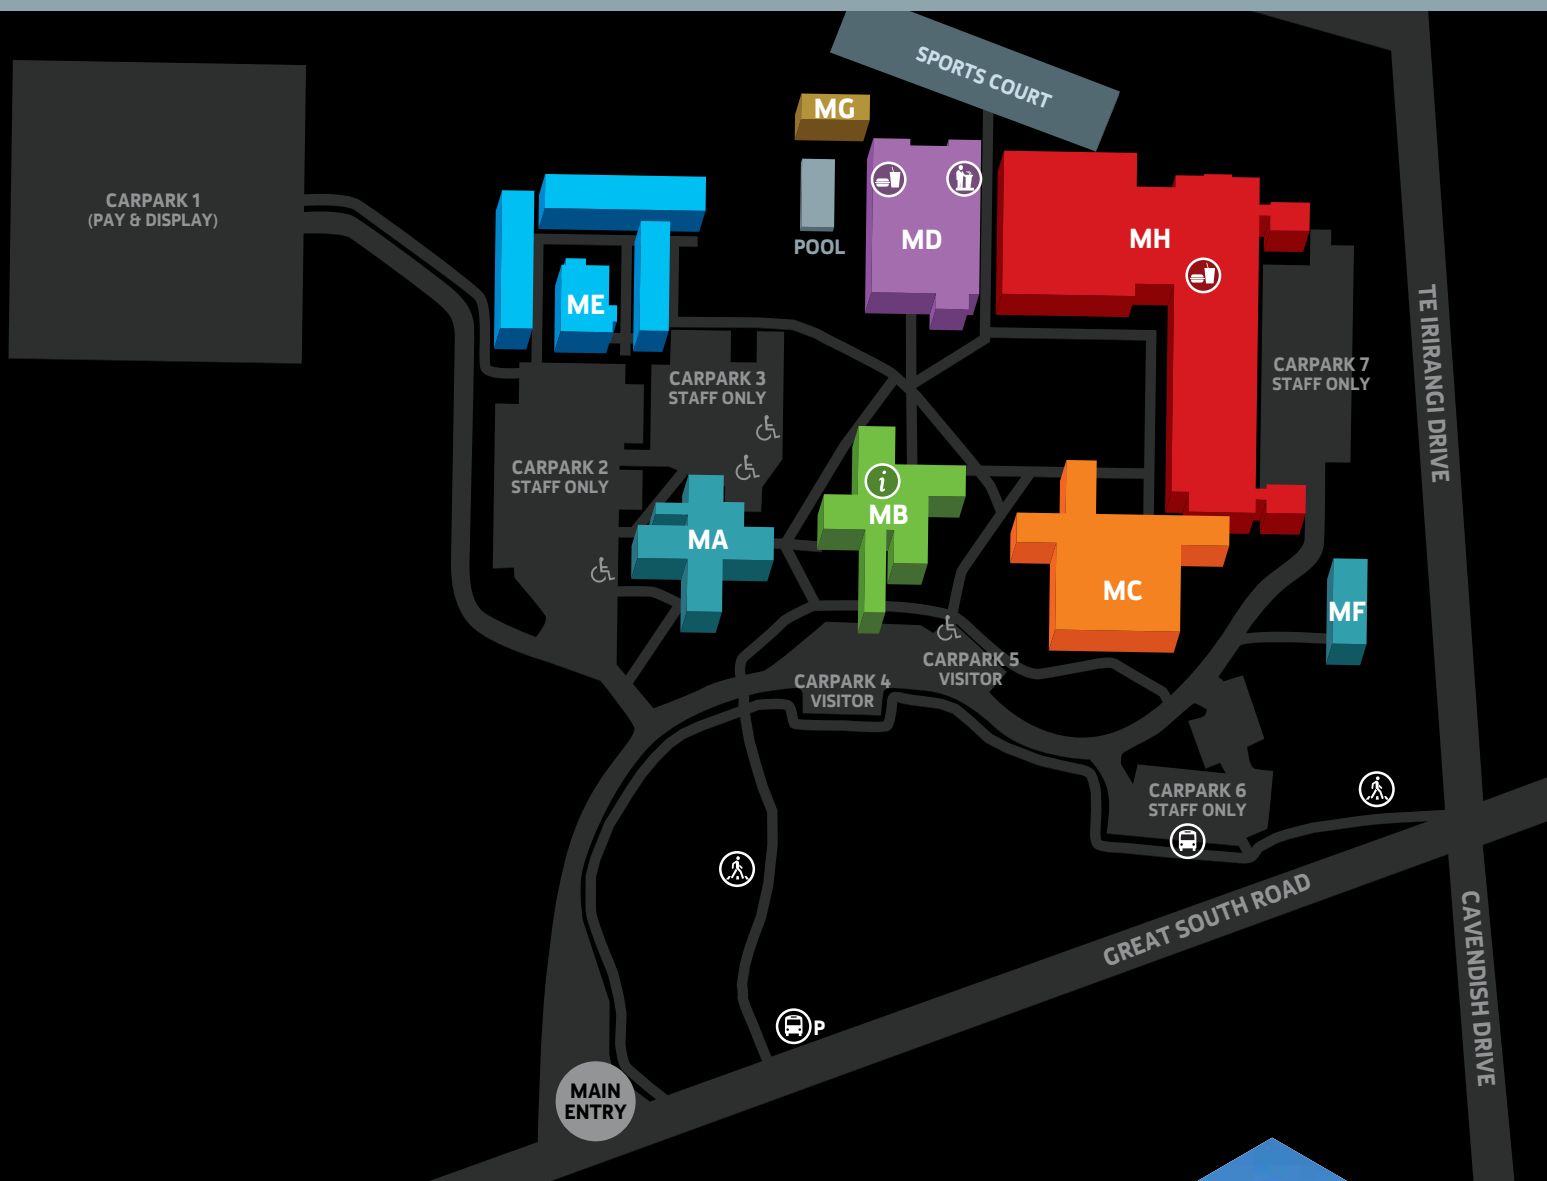 SPORTS COURT
MG
CARPARK 1
(PAY & DISPLAY)
POOL
MD
MH
ME
TE IRIRANGI DRIVE
CARPARK 3
STAFF ONLY
CARPARK 7
STAFF ONLY
CARPARK 2
STAFF ONLY
i
MB
MA
MC
MF
CARPARK 5
VISITOR
CARPARK 4
VISITOR
CARPARK 6
STAFF ONLY
GREAT SOUTH ROAD
CAVENDISH DRIVE
P
MAIN
ENTRY